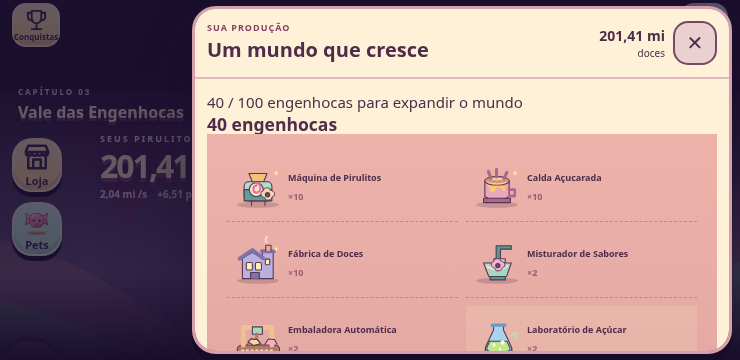 Conquistas
CAPÍTULO 03
Vale das Engenhocas
Loja
Pets
SEUS PIRULITO
201,41
2,04 mi /s +6,51 p
SUA PRODUÇÃO
Um mundo que cresce
201,41 mi
doces
×
40 / 100 engenhocas para expandir o mundo
40 engenhocas
Máquina de Pirulitos
×10
Calda Açucarada
×10
Fábrica de Doces
×10
Misturador de Sabores
×2
Embaladora Automática
×2
Laboratório de Açúcar
×2